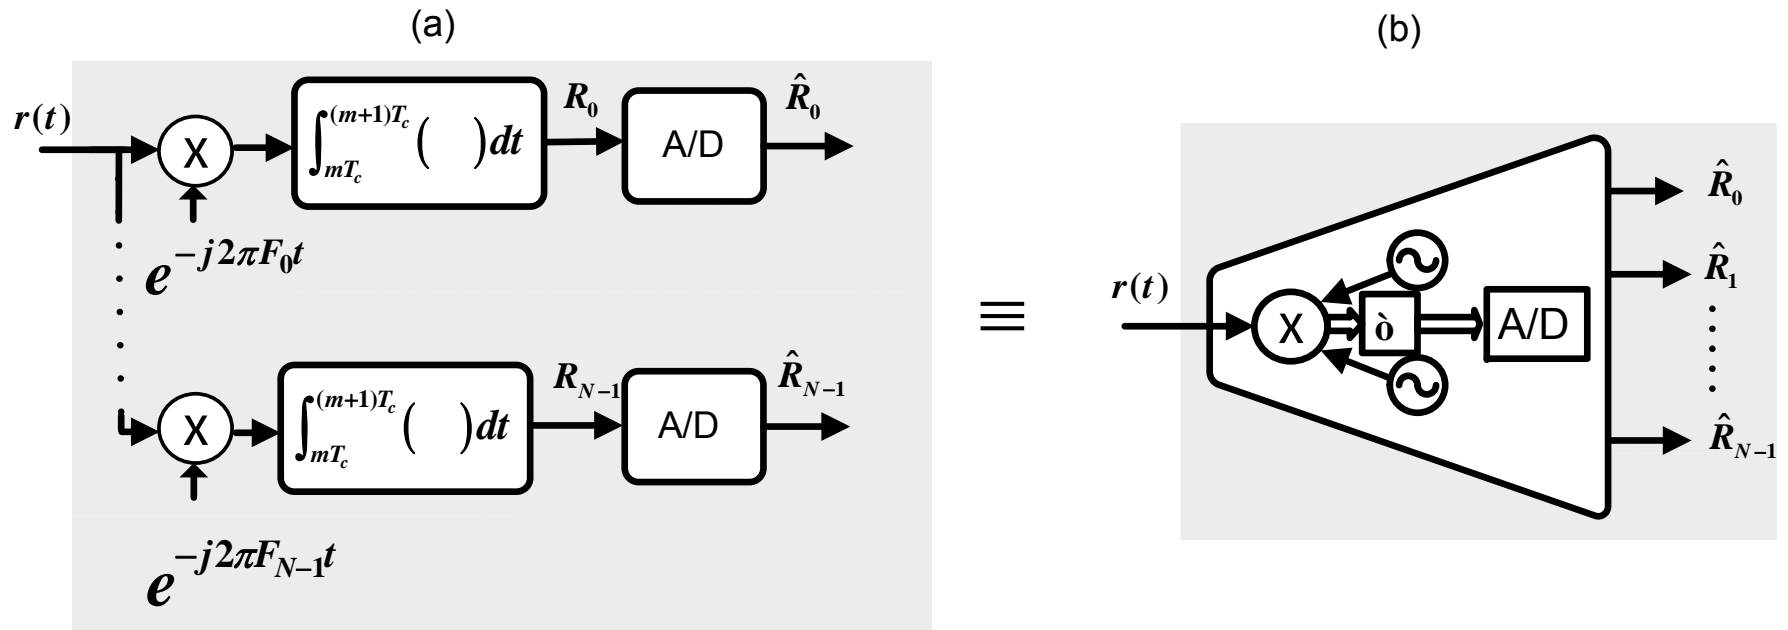 (a)
r(t)
X
∫_{mT_c}^{(m+1)T_c} ( ) dt
R_0
A/D
R̂_0
e^{-j2πF_0t}
X
∫_{mT_c}^{(m+1)T_c} ( ) dt
R_{N-1}
A/D
R̂_{N-1}
e^{-j2πF_{N-1}t}
≡
(b)
r(t)
X
ò
A/D
R̂_0
R̂_1
R̂_{N-1}